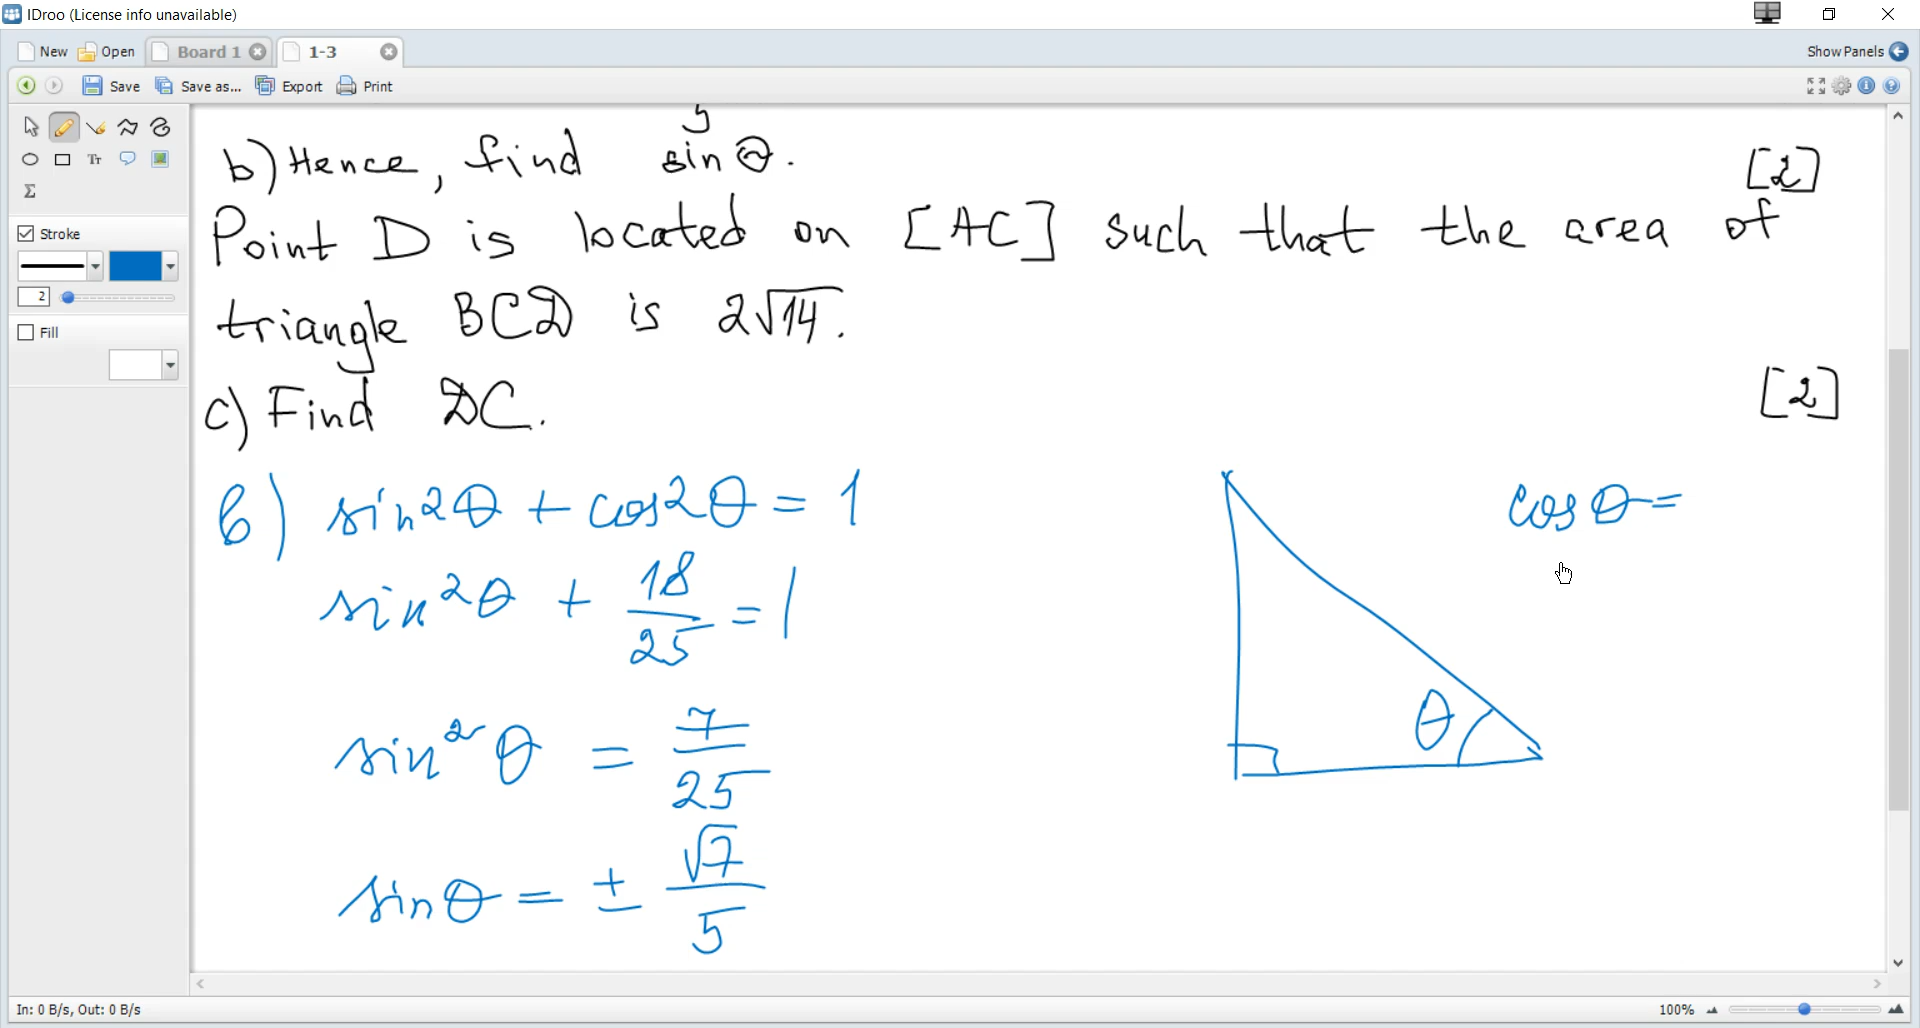 IDroo (License info unavailable)
New Open Board 1 1-3 Show Panels
Save Save as... Export Print
b) Hence, find sin θ. [2]
Point D is located on [AC] such that the area of
triangle BCD is 2√14.
c) Find DC. [2]
Stroke
2
Fill
b) sin²θ + cos²θ = 1
cos θ =
sin²θ + 18/25 = 1
sin²θ = 7/25
θ
sin θ = ± √7/5
In: 0 B/s, Out: 0 B/s 100%